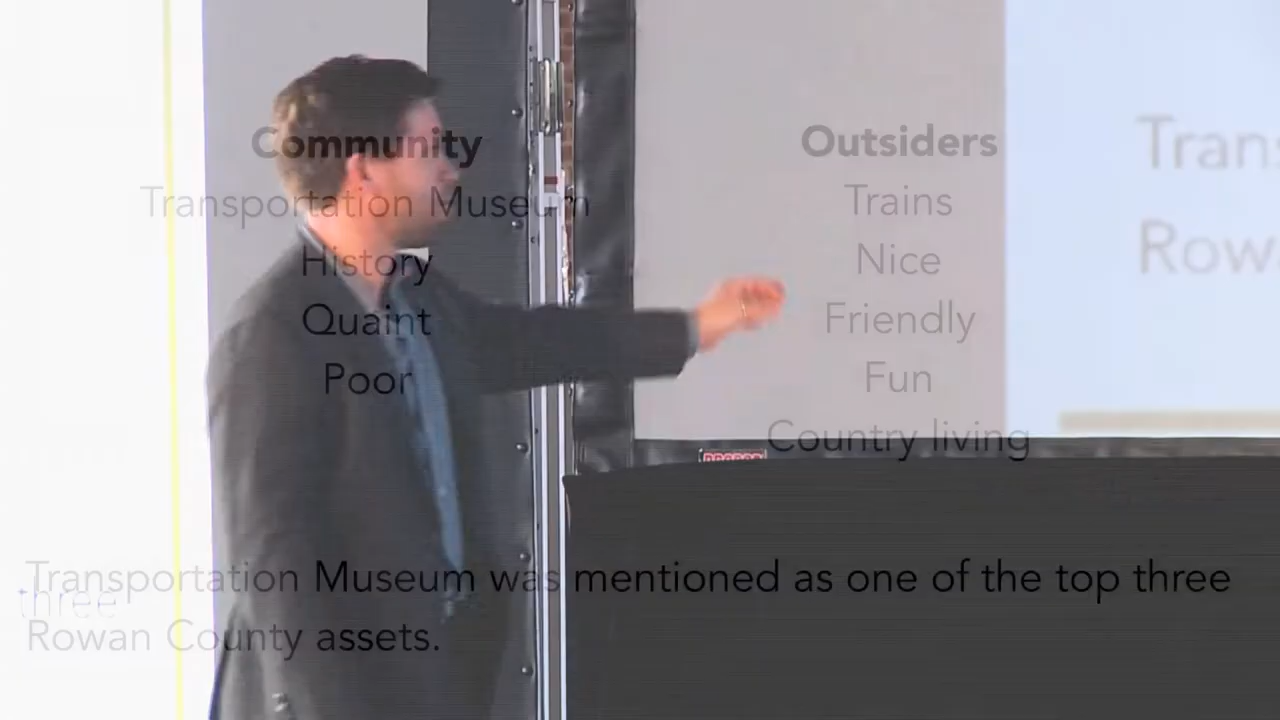 Community
Transportation Museum
History
Quaint
Poor
Outsiders
Trains
Nice
Friendly
Fun
Country living
Trans
Rowa
Transportation Museum was mentioned as one of the top three
Rowan County assets.
three